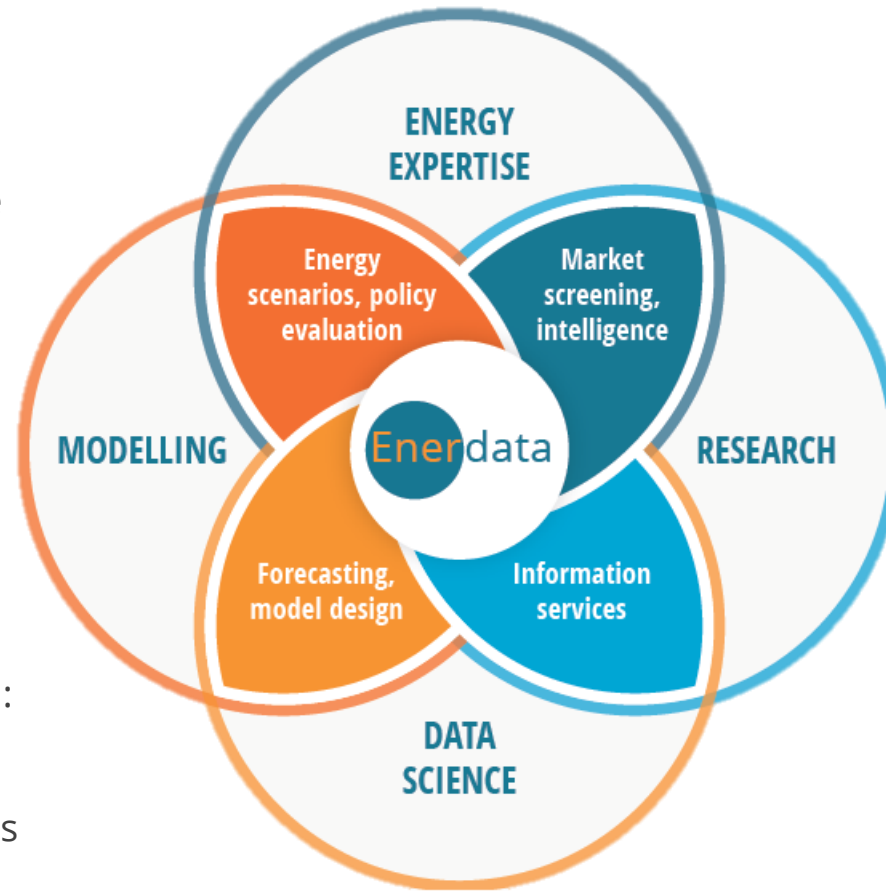 ENERGY
EXPERTISE
Energy
scenarios, policy
evaluation
Market
screening,
intelligence
MODELLING
Enerdata
RESEARCH
Forecasting,
model design
Information
services
:
DATA
SCIENCE
s